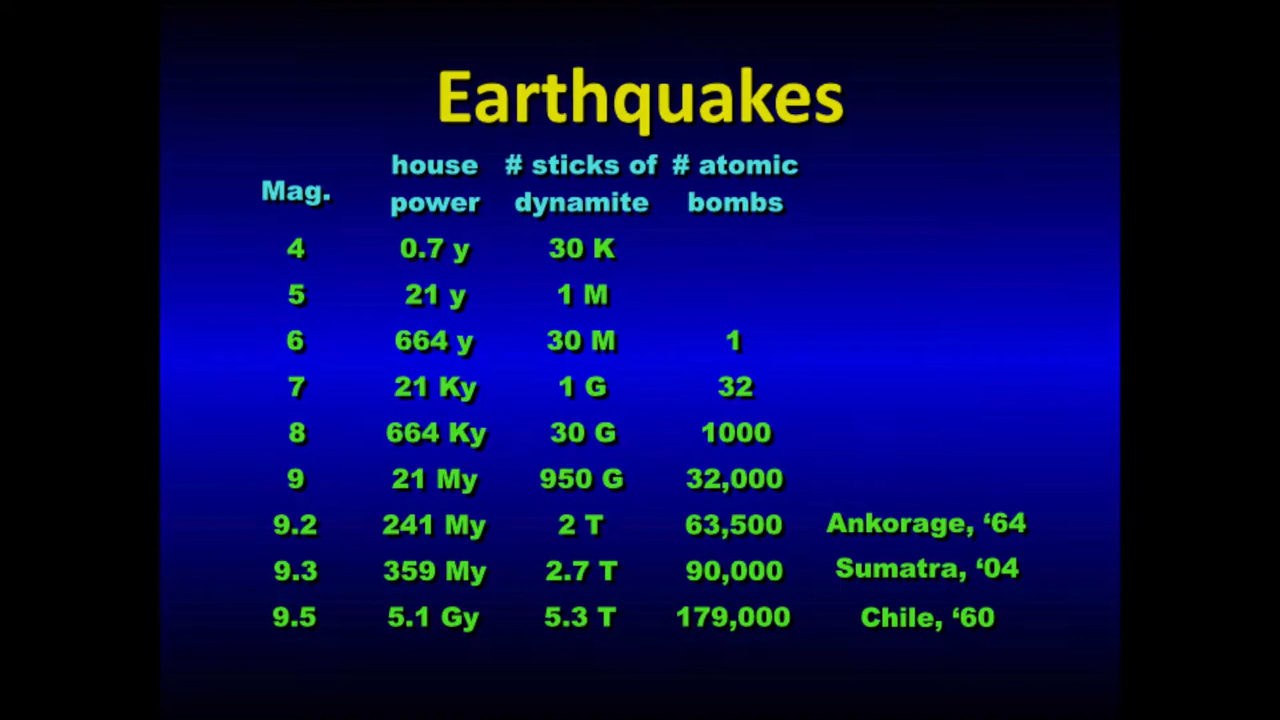 Earthquakes
Mag. house power # sticks of dynamite # atomic bombs
4 0.7 y 30 K
5 21 y 1 M
6 664 y 30 M 1
7 21 Ky 1 G 32
8 664 Ky 30 G 1000
9 21 My 950 G 32,000
9.2 241 My 2 T 63,500 Ankorage, ‘64
9.3 359 My 2.7 T 90,000 Sumatra, ‘04
9.5 5.1 Gy 5.3 T 179,000 Chile, ‘60